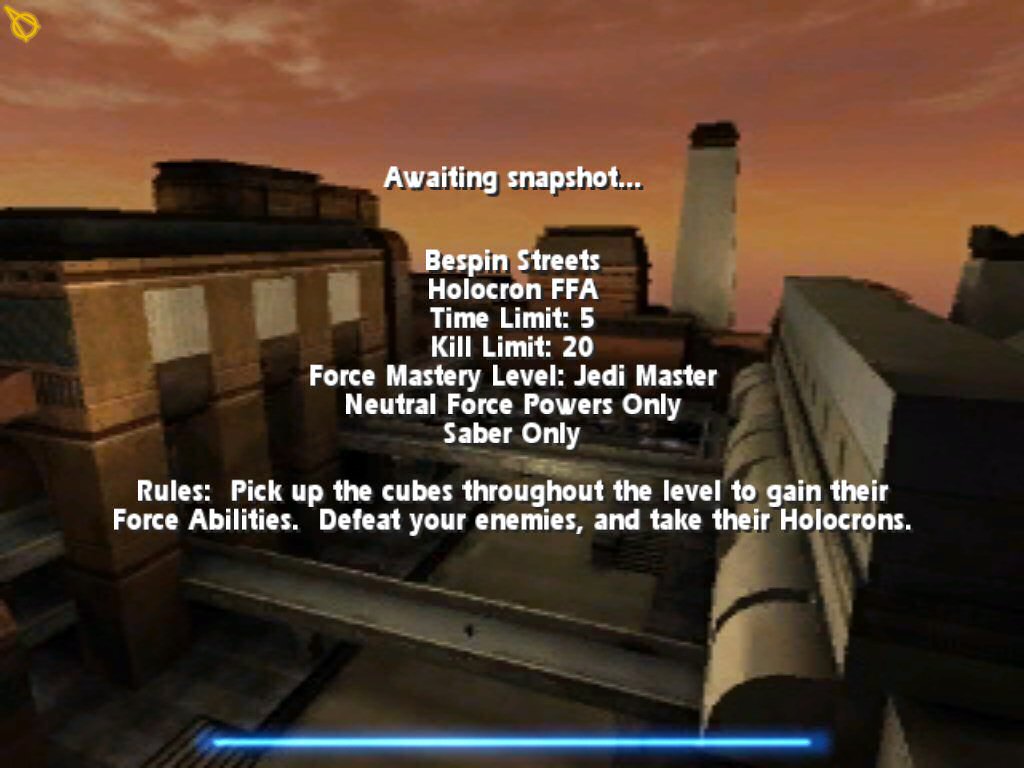 Awaiting snapshot...
Bespin Streets
Holocron FFA
Time Limit: 5
Kill Limit: 20
Force Mastery Level: Jedi Master
Neutral Force Powers Only
Saber Only
Rules: Pick up the cubes throughout the level to gain their
Force Abilities. Defeat your enemies, and take their Holocrons.